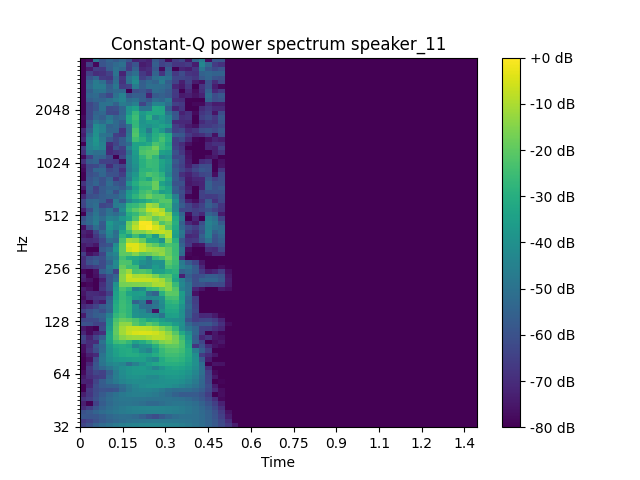 Constant-Q power spectrum speaker_11
Hz
2048
1024
512
256
128
64
32
0 0.15 0.3 0.45 0.6 0.75 0.9 1.1 1.2 1.4
Time
+0 dB
-10 dB
-20 dB
-30 dB
-40 dB
-50 dB
-60 dB
-70 dB
-80 dB